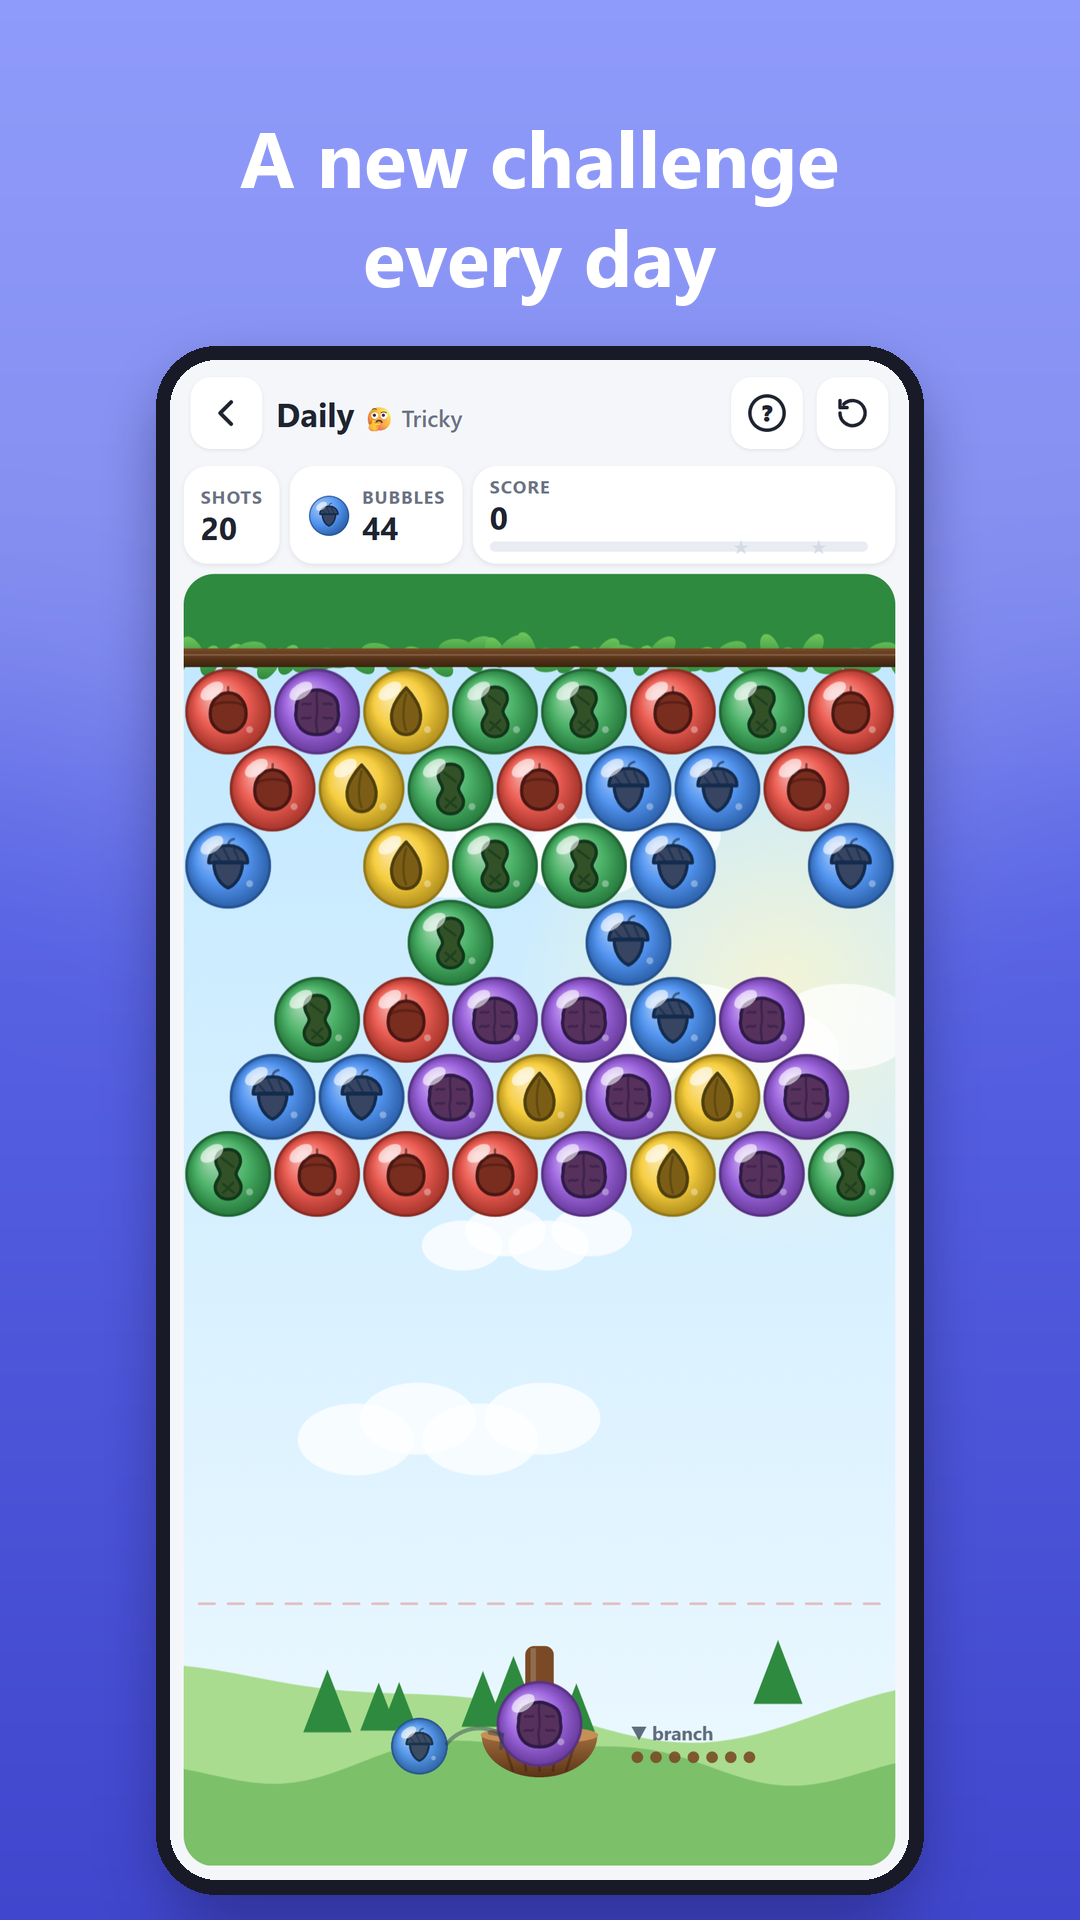 A new challenge
every day
Daily 🤔 Tricky
SHOTS
20
BUBBLES
44
SCORE
0
▼ branch